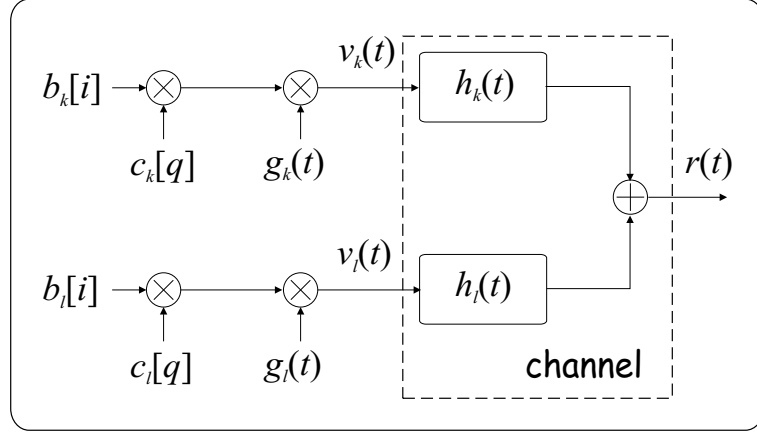 v_k(t)
b_k[i]
h_k(t)
c_k[q]
g_k(t)
r(t)
v_l(t)
b_l[i]
h_l(t)
c_l[q]
g_l(t)
channel